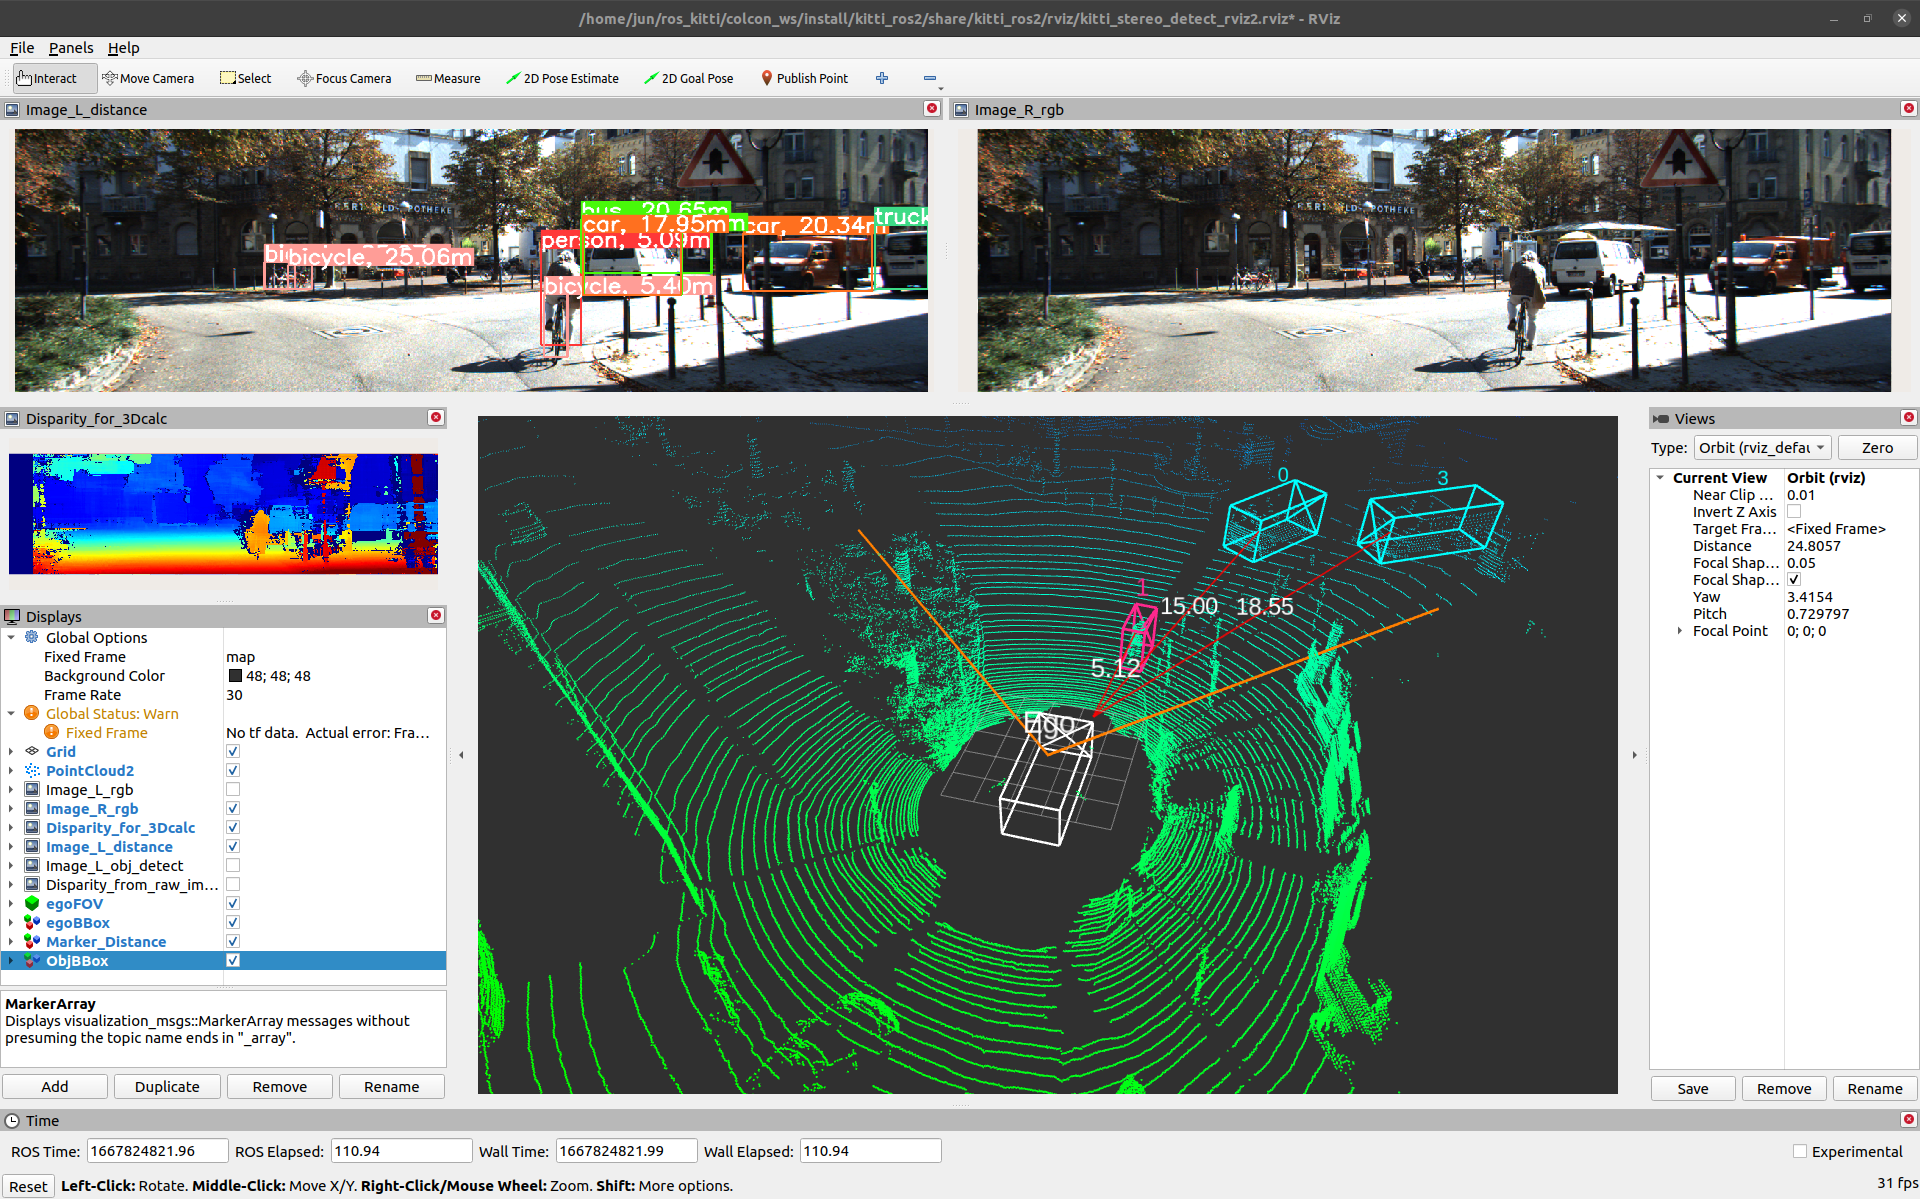 /home/jun/ros_kitti/colcon_ws/install/kitti_ros2/share/kitti_ros2/rviz/kitti_stereo_detect_rviz2.rviz* - RViz
File Panels Help
Interact Move Camera Select Focus Camera Measure 2D Pose Estimate 2D Goal Pose Publish Point
Image_L_distance
bus, 20.65m
car, 17.95m
car, 20.34m
truck
person, 5.09m
bicycle, 25.06m
bicycle, 5.40m
Image_R_rgb
APOTHEKE
Disparity_for_3Dcalc
Displays
Global Options
Fixed Frame map
Background Color 48; 48; 48
Frame Rate 30
Global Status: Warn
Fixed Frame No tf data. Actual error: Fra...
Grid
PointCloud2
Image_L_rgb
Image_R_rgb
Disparity_for_3Dcalc
Image_L_distance
Image_L_obj_detect
Disparity_from_raw_im...
egoFOV
egoBBox
Marker_Distance
ObjBBox
MarkerArray
Displays visualization_msgs::MarkerArray messages without
presuming the topic name ends in "_array".
Add Duplicate Remove Rename
0
3
1
15.00 18.55
5.12
Ego
Views
Type: Orbit (rviz_defau Zero
Current View Orbit (rviz)
Near Clip ... 0.01
Invert Z Axis
Target Fra... <Fixed Frame>
Distance 24.8057
Focal Shap... 0.05
Focal Shap...
Yaw 3.4154
Pitch 0.729797
Focal Point 0; 0; 0
Save Remove Rename
Time
ROS Time: 1667824821.96 ROS Elapsed: 110.94 Wall Time: 1667824821.99 Wall Elapsed: 110.94 Experimental
Reset Left-Click: Rotate. Middle-Click: Move X/Y. Right-Click/Mouse Wheel: Zoom. Shift: More options. 31 fps